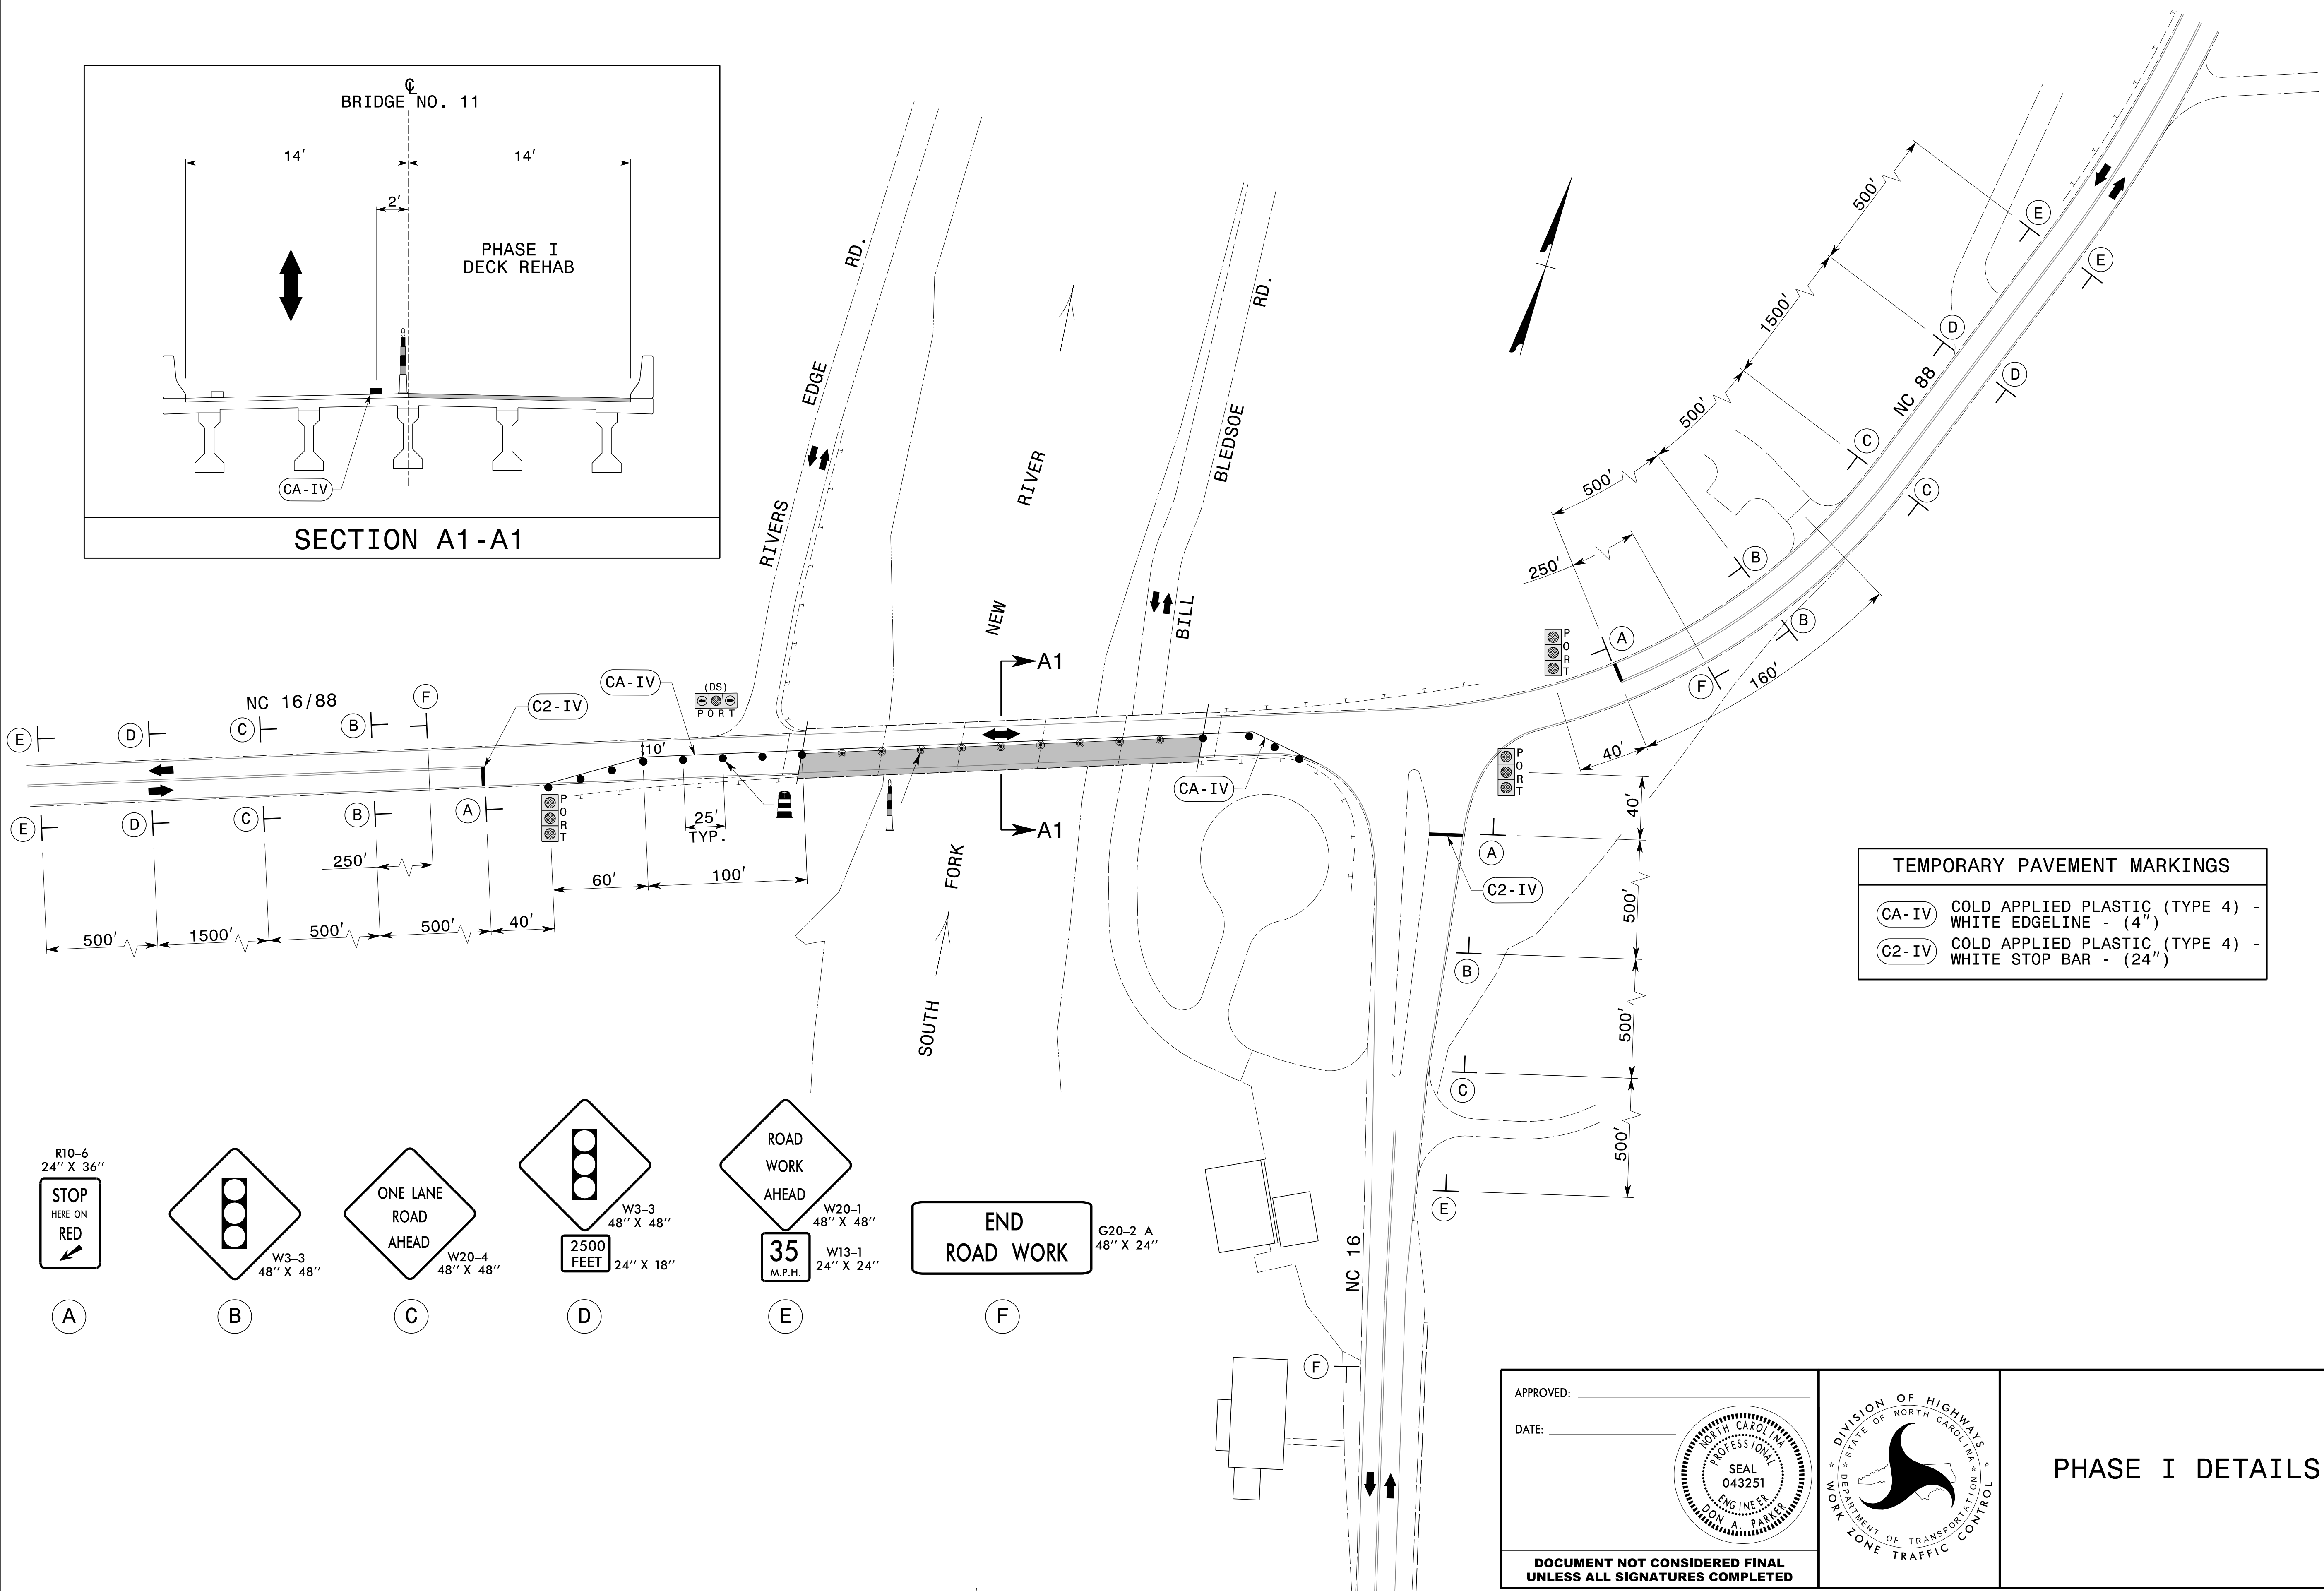 ℄
BRIDGE NO. 11
14'
14'
2'
PHASE I
DECK REHAB
CA-IV
SECTION A1-A1
RIVERS EDGE RD.
SOUTH FORK NEW RIVER
BILL BLEDSOE RD.
NC 88
500'
1500'
500'
500'
250'
E
E
D
D
C
C
B
B
A
F
PORT
160'
40'
NC 16/88
F
E
D
C
B
C2-IV
CA-IV
(DS)
PORT
10'
A1
A1
E
D
C
B
A
PORT
25'
TYP.
CA-IV
PORT
250'
60'
100'
500'
1500'
500'
500'
40'
40'
A
C2-IV
500'
B
500'
C
500'
E
NC 16
F
TEMPORARY PAVEMENT MARKINGS
CA-IV COLD APPLIED PLASTIC (TYPE 4) -
WHITE EDGELINE - (4")
C2-IV COLD APPLIED PLASTIC (TYPE 4) -
WHITE STOP BAR - (24")
R10-6
24'' X 36''
STOP
HERE ON
RED
A
W3-3
48'' X 48''
B
ONE LANE
ROAD
AHEAD
W20-4
48'' X 48''
C
W3-3
48'' X 48''
2500
FEET
24'' X 18''
D
ROAD
WORK
AHEAD
W20-1
48'' X 48''
35
M.P.H.
W13-1
24'' X 24''
E
END
ROAD WORK
G20-2 A
48'' X 24''
F
APPROVED:
DATE:
NORTH CAROLINA
PROFESSIONAL
SEAL
043251
ENGINEER
DON A. PARKER
DOCUMENT NOT CONSIDERED FINAL
UNLESS ALL SIGNATURES COMPLETED
DIVISION OF HIGHWAYS
STATE OF NORTH CAROLINA
DEPARTMENT OF TRANSPORTATION
WORK ZONE TRAFFIC CONTROL
PHASE I DETAILS